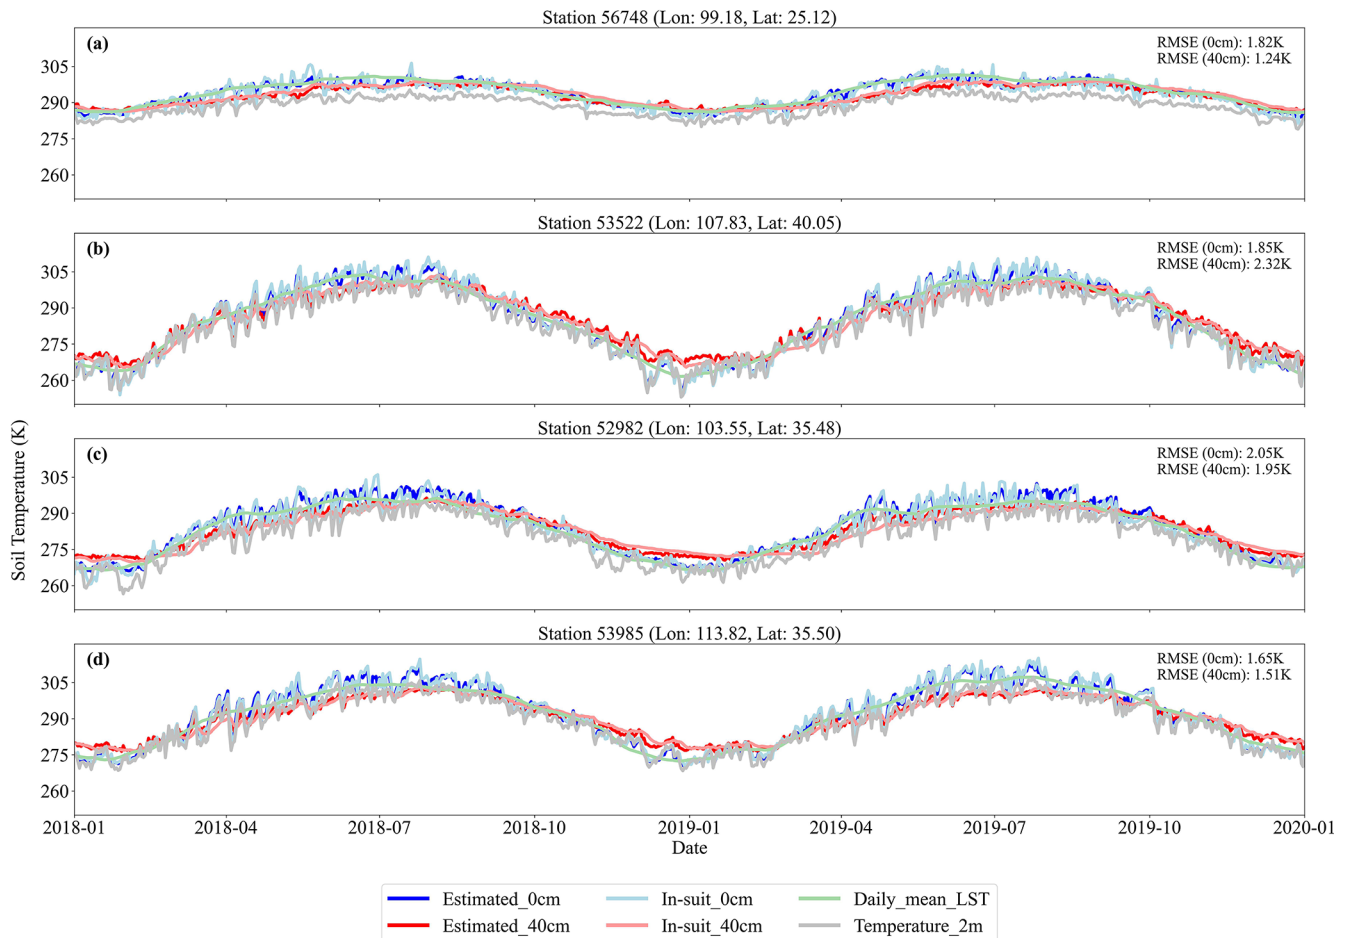 Station 56748 (Lon: 99.18, Lat: 25.12)
(a)
RMSE (0cm): 1.82K
RMSE (40cm): 1.24K
305
290
275
260
Station 53522 (Lon: 107.83, Lat: 40.05)
(b)
RMSE (0cm): 1.85K
RMSE (40cm): 2.32K
305
290
275
260
Station 52982 (Lon: 103.55, Lat: 35.48)
(c)
RMSE (0cm): 2.05K
RMSE (40cm): 1.95K
305
290
275
260
Station 53985 (Lon: 113.82, Lat: 35.50)
(d)
RMSE (0cm): 1.65K
RMSE (40cm): 1.51K
305
290
275
260
Soil Temperature (K)
2018-01 2018-04 2018-07 2018-10 2019-01 2019-04 2019-07 2019-10 2020-01
Date
Estimated_0cm In-suit_0cm Daily_mean_LST
Estimated_40cm In-suit_40cm Temperature_2m